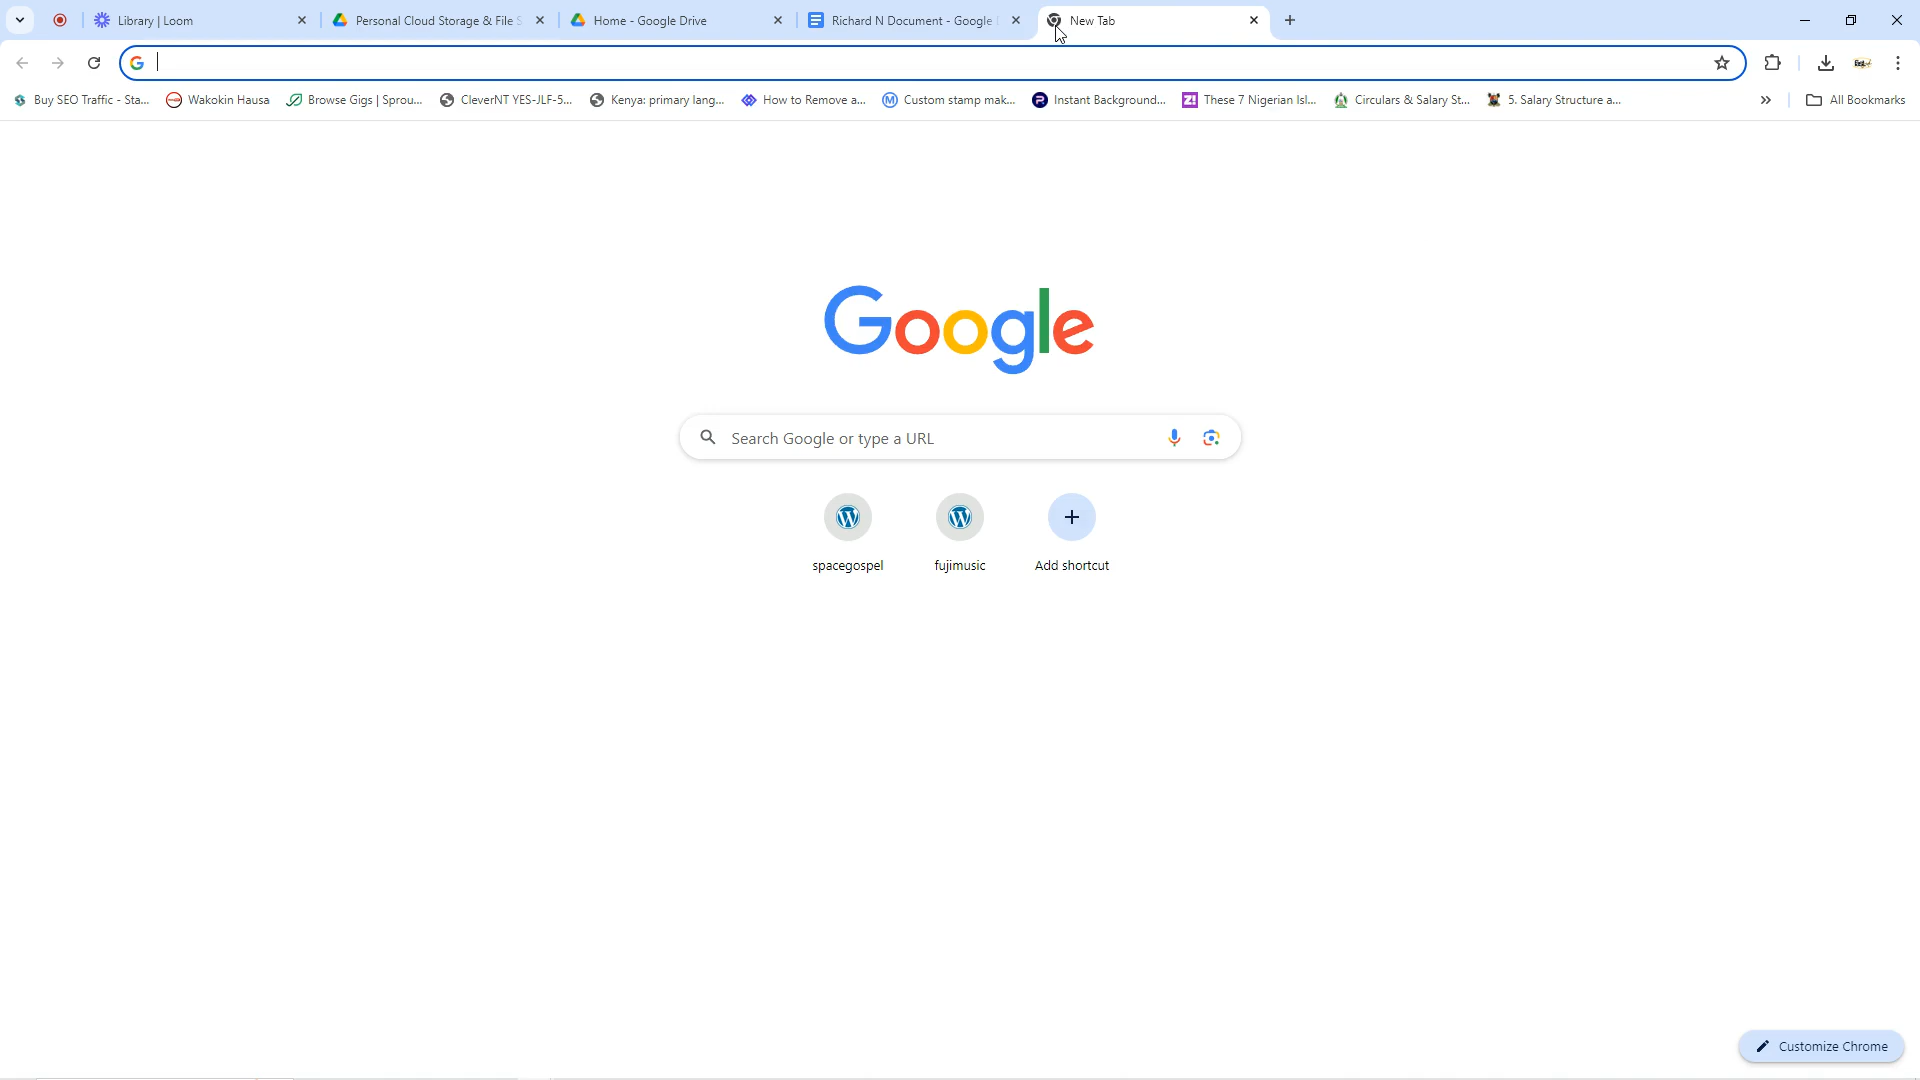 Library | Loom
Personal Cloud Storage & File S
Home - Google Drive
Richard N Document - Google
New Tab
Buy SEO Traffic - Sta...
Wakokin Hausa
Browse Gigs | Sprou...
CleverNT YES-JLF-5...
Kenya: primary lang...
How to Remove a...
Custom stamp mak...
Instant Background...
These 7 Nigerian Isl...
Circulars & Salary St...
5. Salary Structure a...
All Bookmarks
Google
Search Google or type a URL
spacegospel
fujimusic
Add shortcut
Customize Chrome